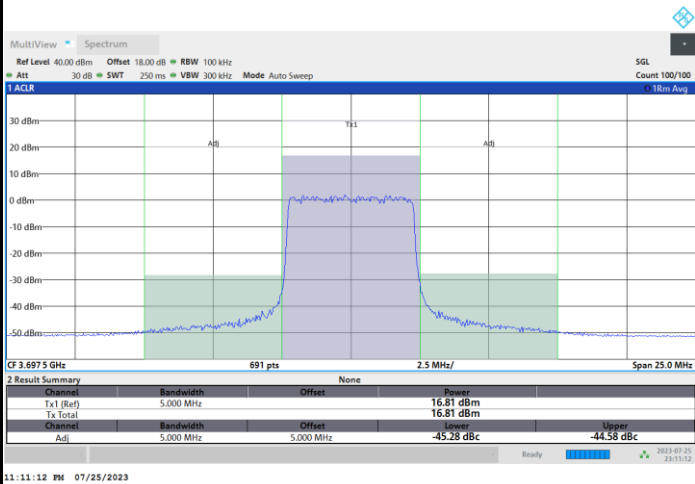 MultiView Spectrum
Ref Level 40.00 dBm Offset 18.00 dB RBW 100 kHz SGL
Att 30 dB SWT 250 ms VBW 300 kHz Mode Auto Sweep Count 100/100
1 ACLR 1Rm Avg
30 dBm
Tx1
20 dBm
Adj Adj
10 dBm
0 dBm
-10 dBm
-20 dBm
-30 dBm
-40 dBm
-50 dBm
CF 3.6975 GHz 691 pts 2.5 MHz/ Span 25.0 MHz
2 Result Summary None
Channel Bandwidth Offset Power
Tx1 (Ref) 5.000 MHz 16.81 dBm
Tx Total 16.81 dBm
Channel Bandwidth Offset Lower Upper
Adj 5.000 MHz 5.000 MHz -45.28 dBc -44.58 dBc
Ready 2023-07-25
23:11:12
11:11:12 PM 07/25/2023